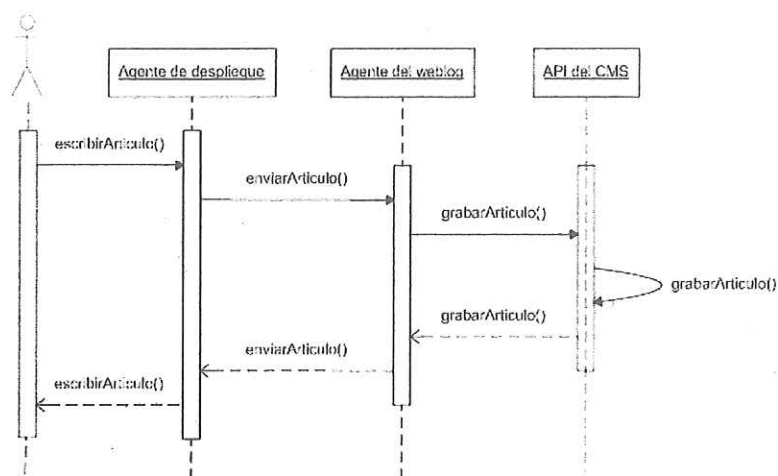 Agente de despliegue
Agente del weblog
API del CMS
escribirArticulo()
enviarArticulo()
grabarArticulo()
grabarArticulo()
grabarArticulo()
enviarArticulo()
escribirArticulo()